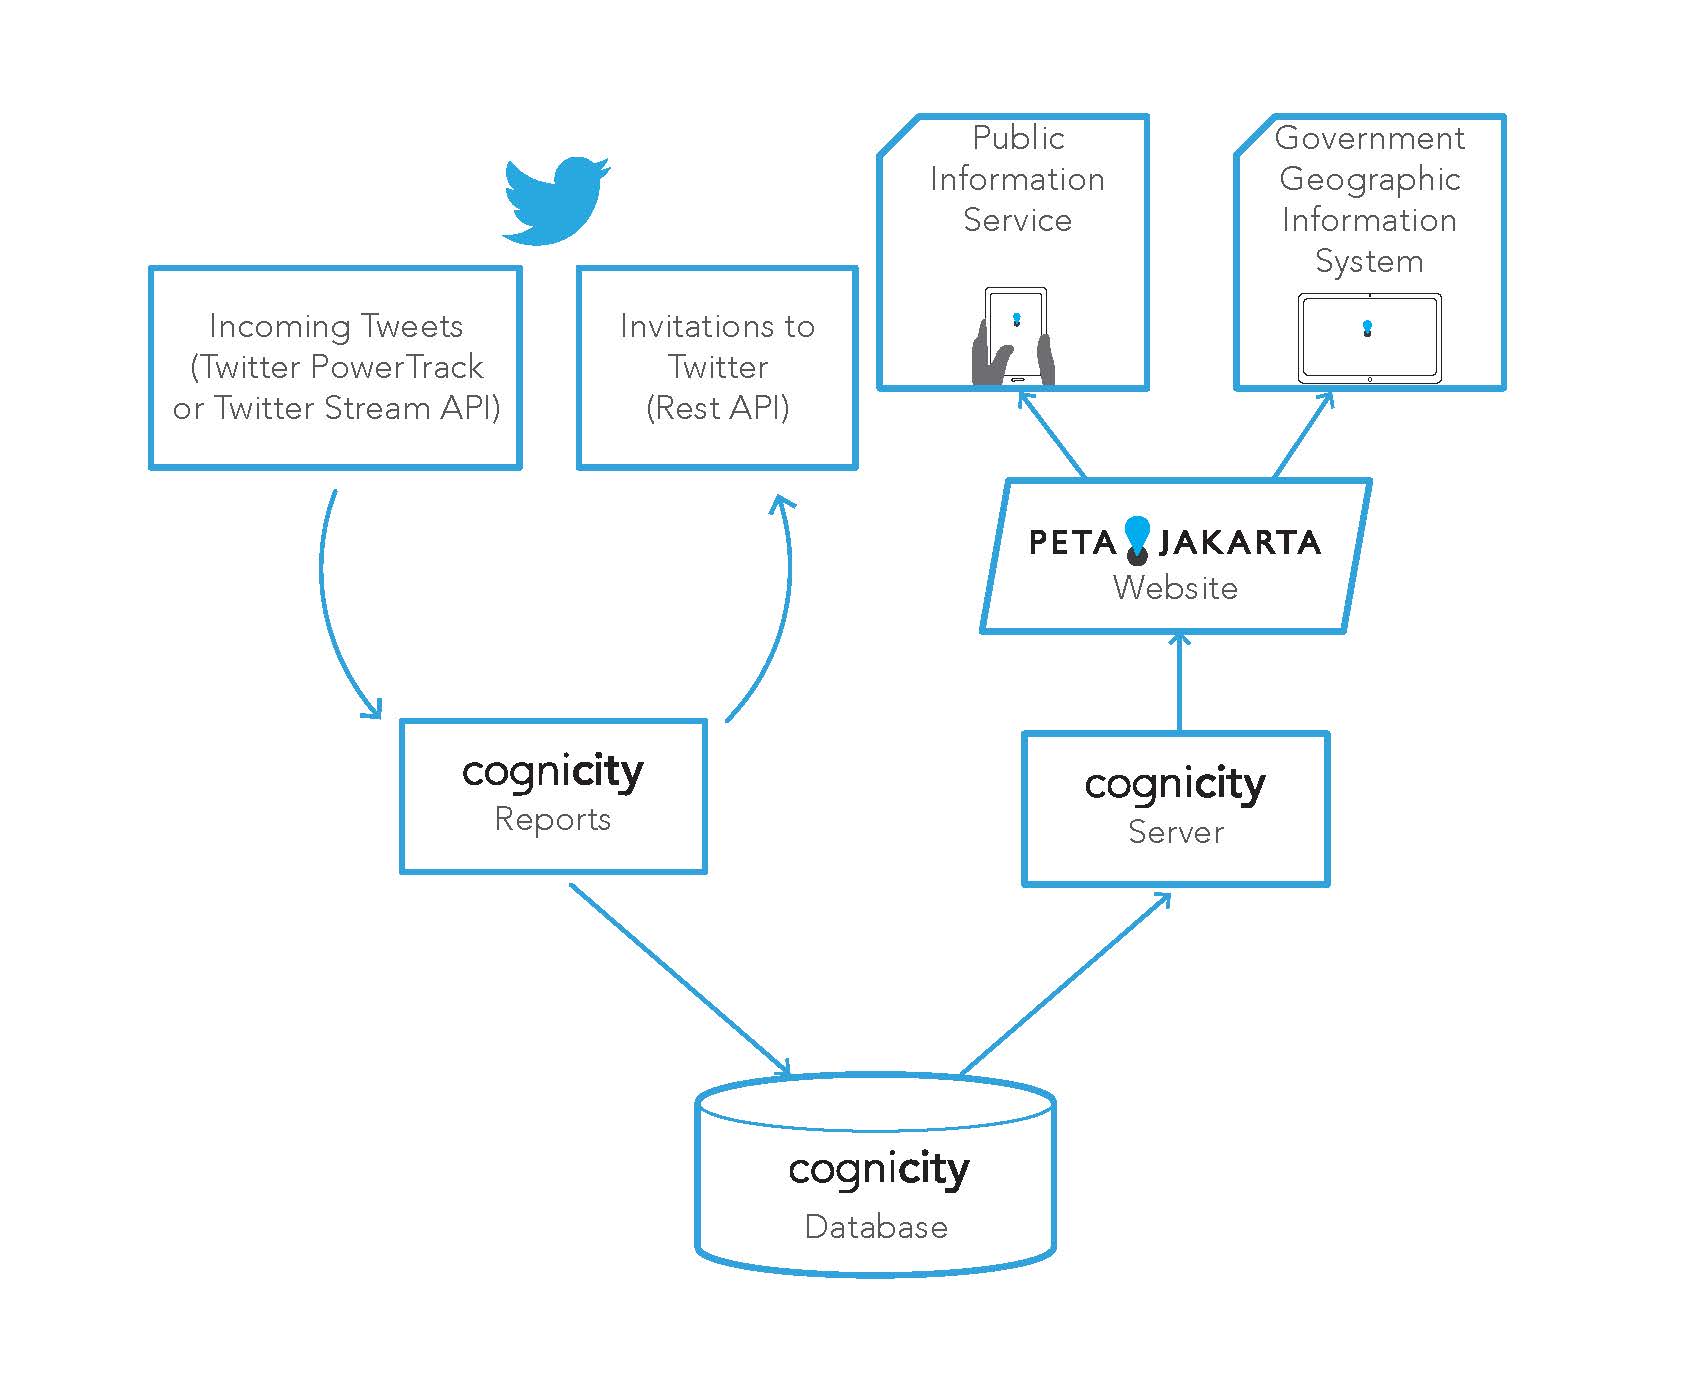 Incoming Tweets
(Twitter PowerTrack
or Twitter Stream API)
Invitations to
Twitter
(Rest API)
Public
Information
Service
Government
Geographic
Information
System
PETA JAKARTA
Website
cognicity
Reports
cognicity
Server
cognicity
Database